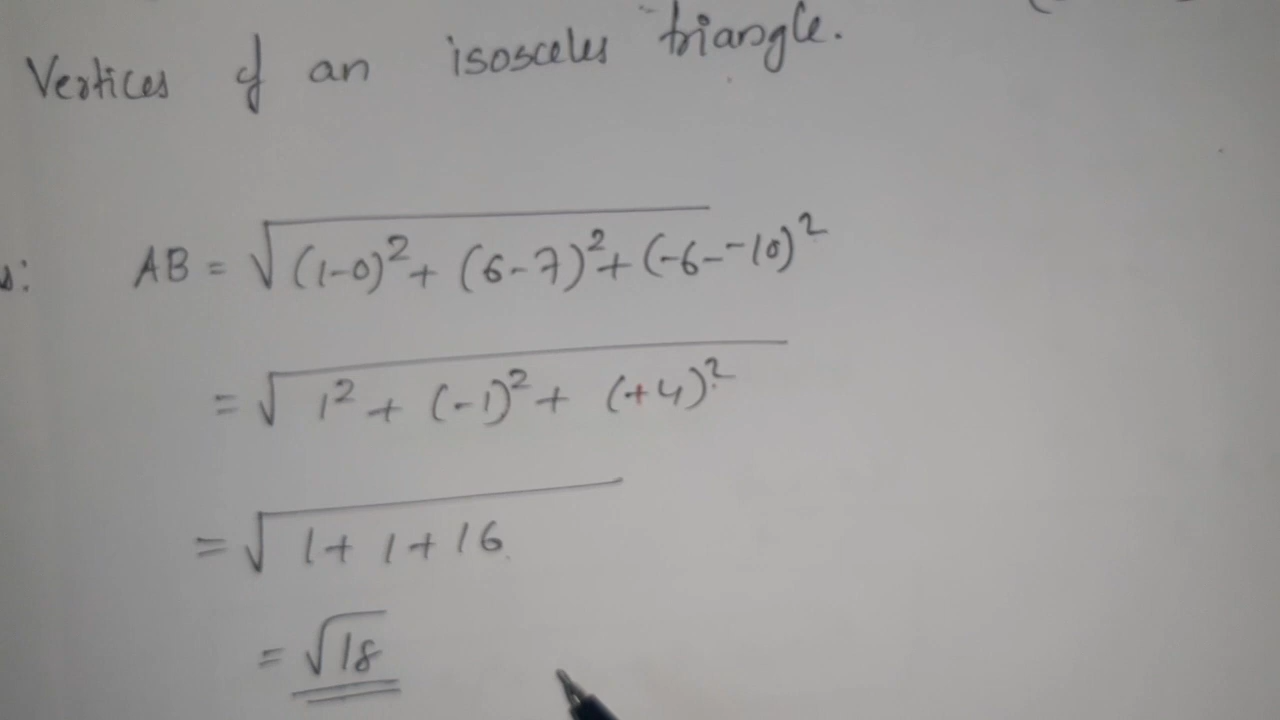 Vertices of an isosceles triangle.
AB = √(1-0)² + (6-7)² + (-6--10)²
= √1² + (-1)² + (+4)²
= √1 + 1 + 16
= √18